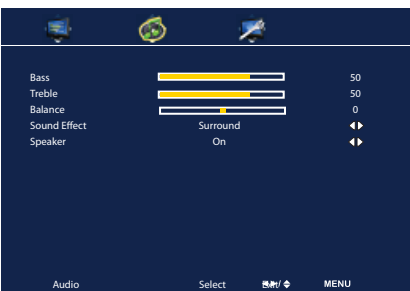 Bass 50
Treble 50
Balance 0
Sound Effect Surround
Speaker On
Audio Select MENU